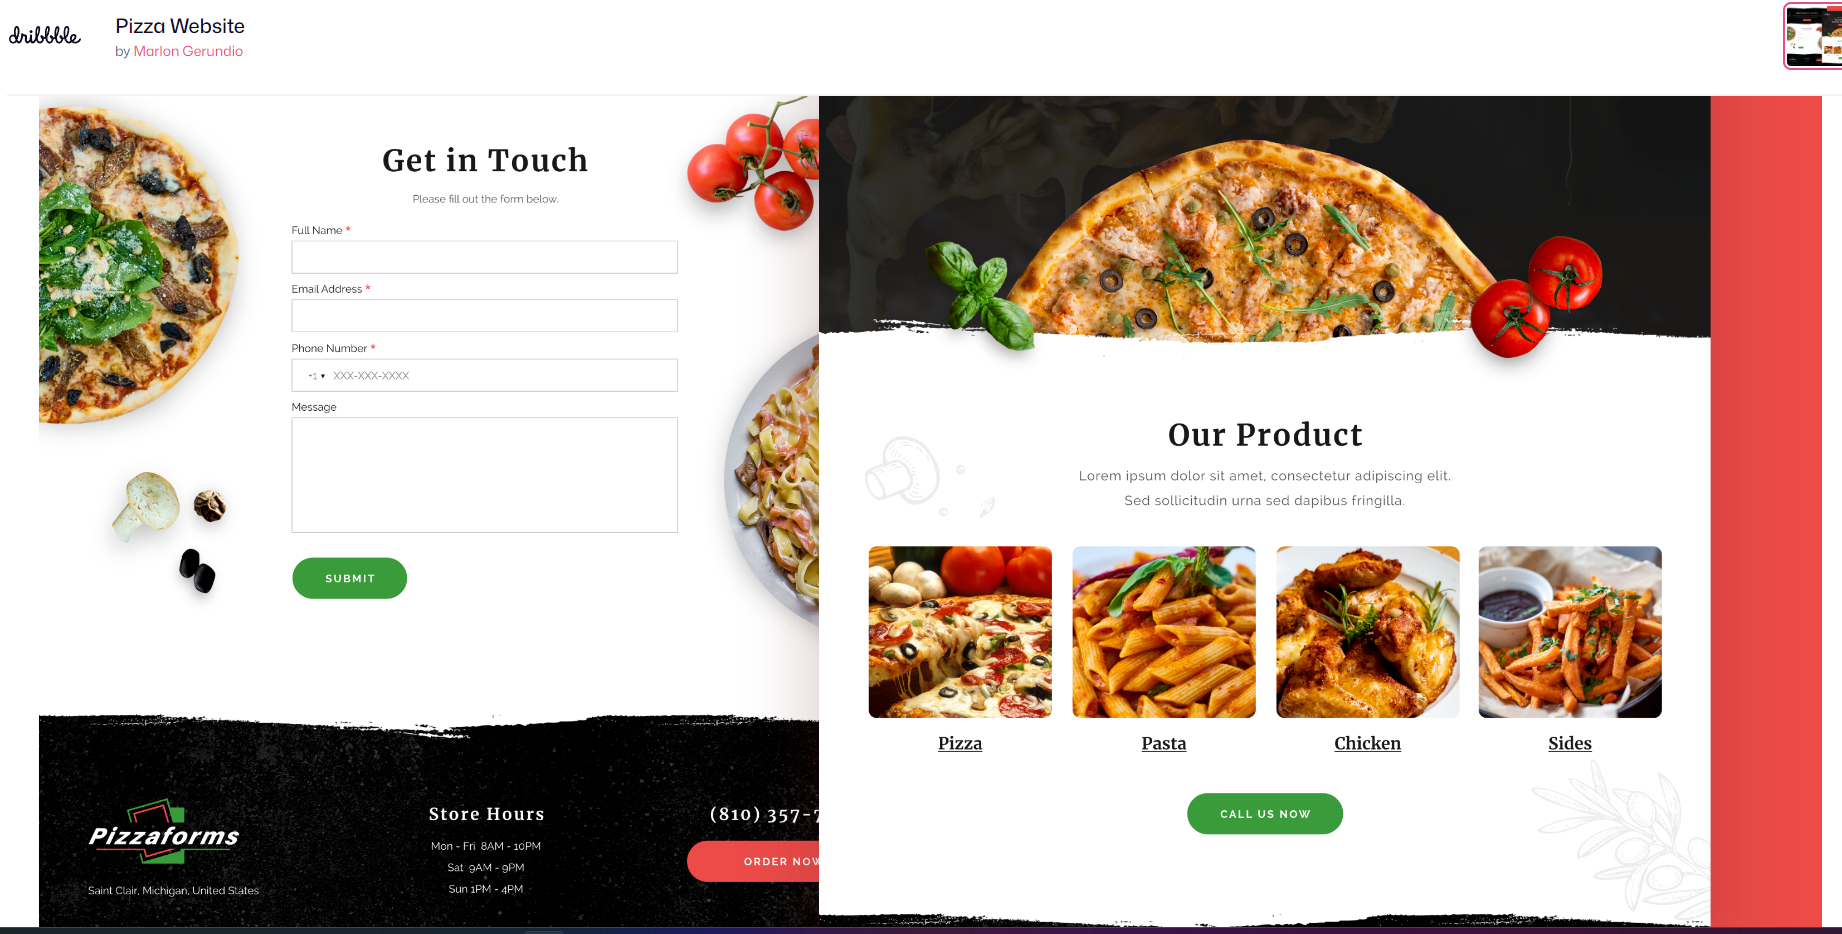 dribbble
Pizza Website
by Marlon Gerundio
Get in Touch
Please fill out the form below.
Full Name *
Email Address *
Phone Number *
+1 ▾ XXX-XXX-XXXX
Message
SUBMIT
Pizzaforms
Saint Clair, Michigan, United States
Store Hours
Mon - Fri 8AM - 10PM
Sat 9AM - 9PM
Sun 1PM - 4PM
(810) 357-7
ORDER NOW
Our Product
Lorem ipsum dolor sit amet, consectetur adipiscing elit.
Sed sollicitudin urna sed dapibus fringilla.
Pizza
Pasta
Chicken
Sides
CALL US NOW